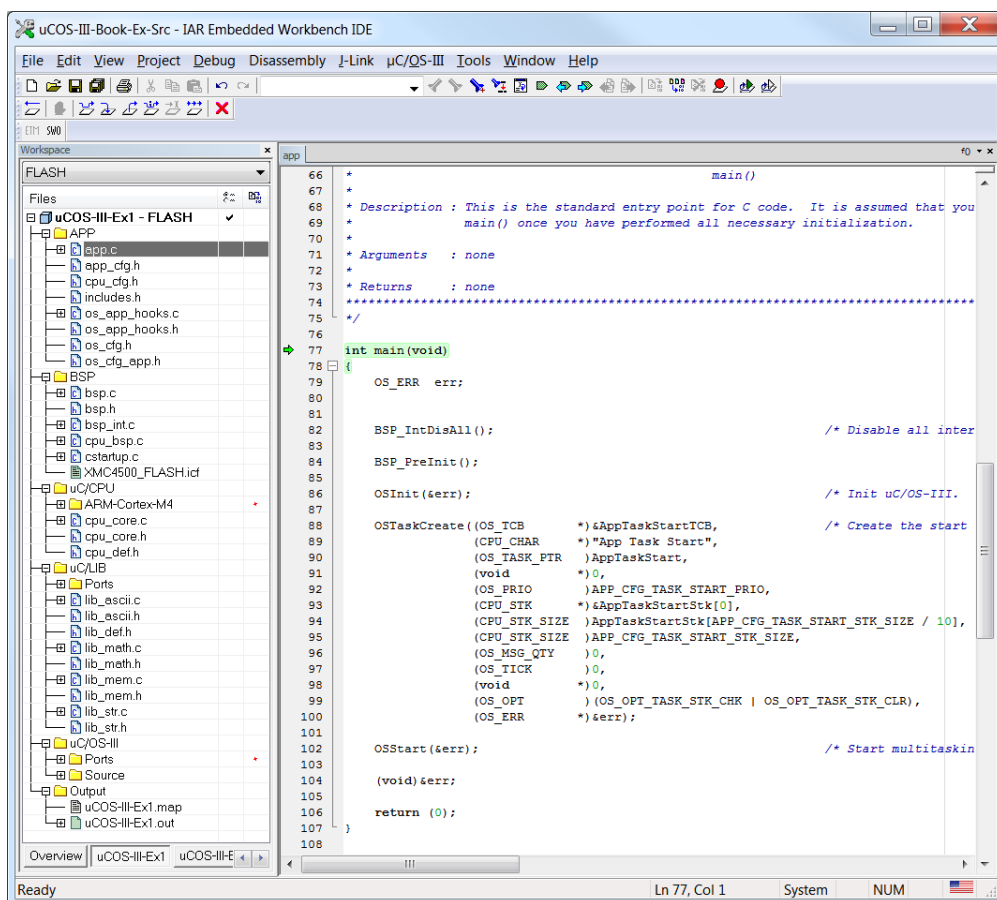 uCOS-III-Book-Ex-Src - IAR Embedded Workbench IDE
File Edit View Project Debug Disassembly J-Link µC/OS-III Tools Window Help
ETM SWO
Workspace
FLASH
Files
uCOS-III-Ex1 - FLASH
APP
app.c
app_cfg.h
cpu_cfg.h
includes.h
os_app_hooks.c
os_app_hooks.h
os_cfg.h
os_cfg_app.h
BSP
bsp.c
bsp.h
bsp_int.c
cpu_bsp.c
cstartup.c
XMC4500_FLASH.icf
uC/CPU
ARM-Cortex-M4
cpu_core.c
cpu_core.h
cpu_def.h
uC/LIB
Ports
lib_ascii.c
lib_ascii.h
lib_def.h
lib_math.c
lib_math.h
lib_mem.c
lib_mem.h
lib_str.c
lib_str.h
uC/OS-III
Ports
Source
Output
uCOS-III-Ex1.map
uCOS-III-Ex1.out
Overview uCOS-III-Ex1 uCOS-III-E
app f0
66 * main()
67 *
68 * Description : This is the standard entry point for C code.  It is assumed that you
69 * main() once you have performed all necessary initialization.
70 *
71 * Arguments   : none
72 *
73 * Returns     : none
74 *************************************************************************************
75 */
76
77 int main(void)
78 {
79 OS_ERR  err;
80
81
82 BSP_IntDisAll(); /* Disable all inter
83
84 BSP_PreInit();
85
86 OSInit(&err); /* Init uC/OS-III.
87
88 OSTaskCreate((OS_TCB       *)&AppTaskStartTCB, /* Create the start
89 (CPU_CHAR     *)"App Task Start",
90 (OS_TASK_PTR  )AppTaskStart,
91 (void         *)0,
92 (OS_PRIO      )APP_CFG_TASK_START_PRIO,
93 (CPU_STK      *)&AppTaskStartStk[0],
94 (CPU_STK_SIZE )AppTaskStartStk[APP_CFG_TASK_START_STK_SIZE / 10],
95 (CPU_STK_SIZE )APP_CFG_TASK_START_STK_SIZE,
96 (OS_MSG_QTY   )0,
97 (OS_TICK      )0,
98 (void         *)0,
99 (OS_OPT       )(OS_OPT_TASK_STK_CHK | OS_OPT_TASK_STK_CLR),
100 (OS_ERR       *)&err);
101
102 OSStart(&err); /* Start multitaskin
103
104 (void)&err;
105
106 return (0);
107 }
108
Ready Ln 77, Col 1 System NUM